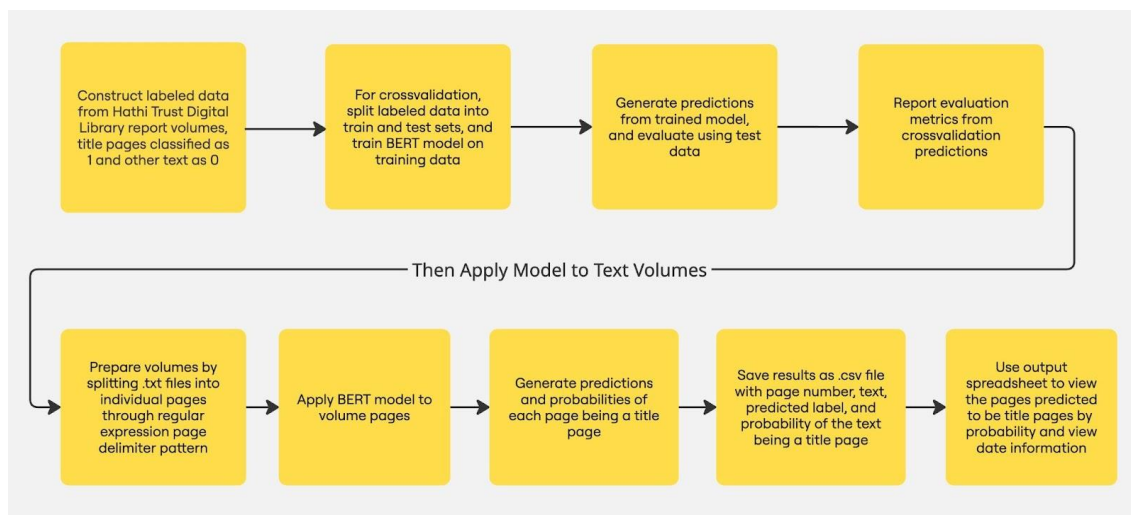 Construct labeled data
from Hathi Trust Digital
Library report volumes,
title pages classified as
1 and other text as 0
For crossvalidation,
split labeled data into
train and test sets, and
train BERT model on
training data
Generate predictions
from trained model,
and evaluate using test
data
Report evaluation
metrics from
crossvalidation
predictions
Then Apply Model to Text Volumes
Prepare volumes by
splitting .txt files into
individual pages
through regular
expression page
delimiter pattern
Apply BERT model to
volume pages
Generate predictions
and probabilities of
each page being a title
page
Save results as .csv file
with page number, text,
predicted label, and
probability of the text
being a title page
Use output
spreadsheet to view
the pages predicted
to be title pages by
probability and view
date information